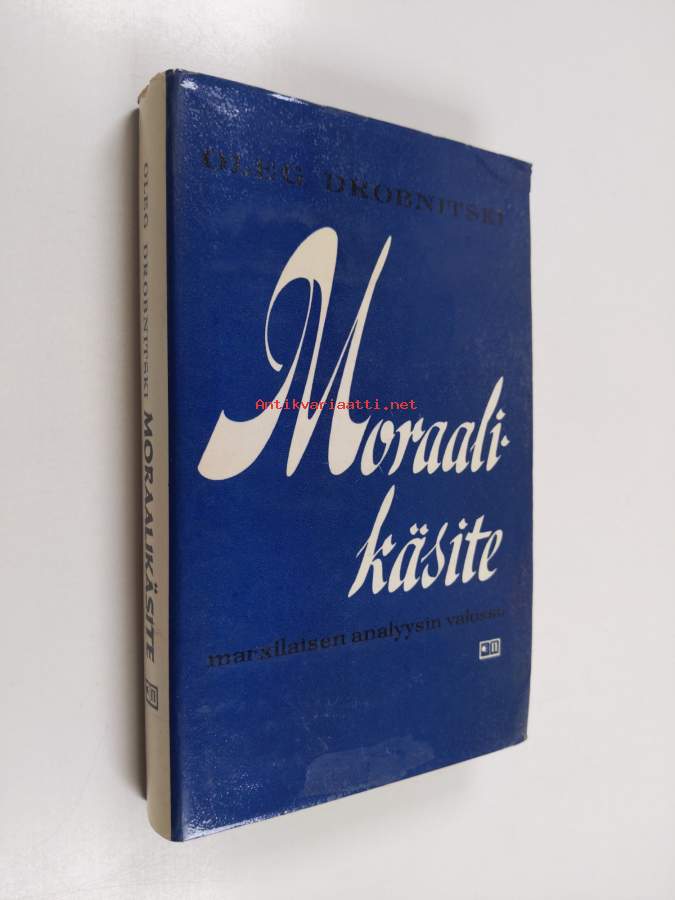 OLEG DROBNITSKI
Moraali-
käsite
marxilaisen analyysin valossa
OLEG DROBNITSKI MORAALIKÄSITE
Antikvariaatti.net